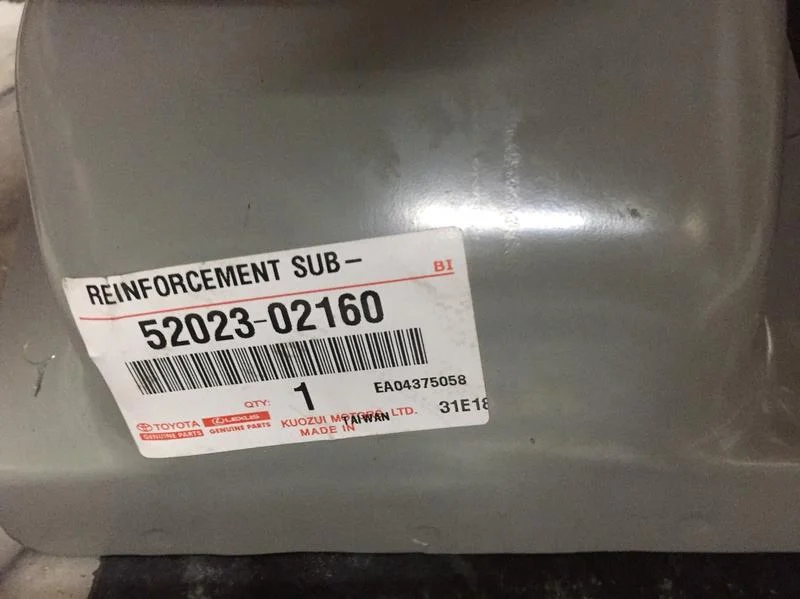 REINFORCEMENT SUB-
BI
52023-02160
QTY: 1
EA04375058
TOYOTA
GENUINE PARTS
LEXUS
GENUINE PARTS
KUOZUI MOTORS, LTD.
MADE IN TAIWAN
31E18